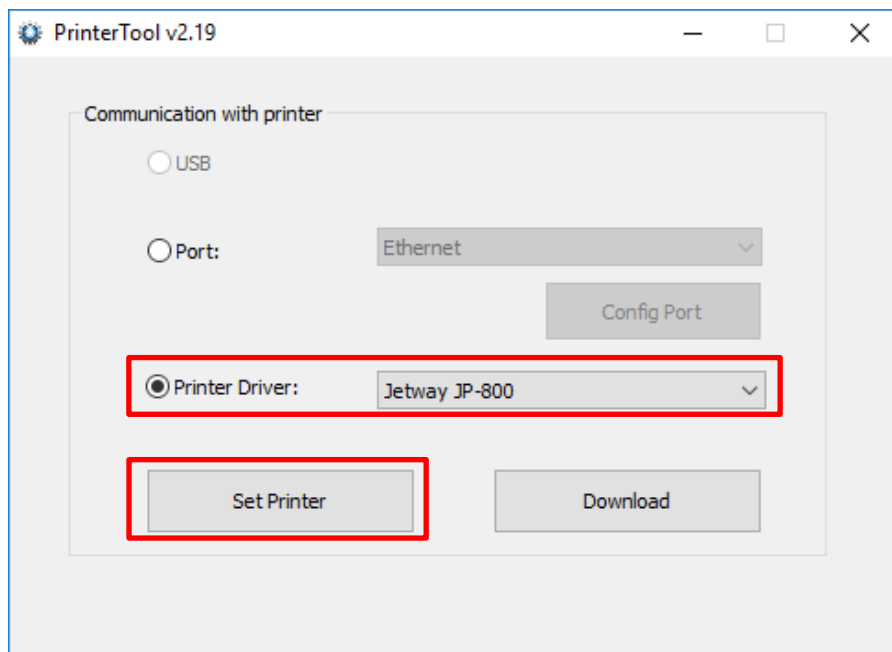 PrinterTool v2.19
Communication with printer
USB
Port:
Ethernet
Config Port
Printer Driver:
Jetway JP-800
Set Printer
Download